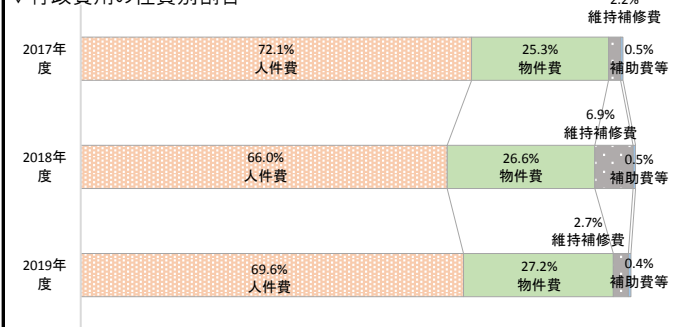 ▽行政費用の性質別割合
2.2%
維持補修費
2017年
度
72.1%
人件費
25.3%
物件費
0.5%
補助費等
6.9%
維持補修費
2018年
度
66.0%
人件費
26.6%
物件費
0.5%
補助費等
2.7%
維持補修費
2019年
度
69.6%
人件費
27.2%
物件費
0.4%
補助費等